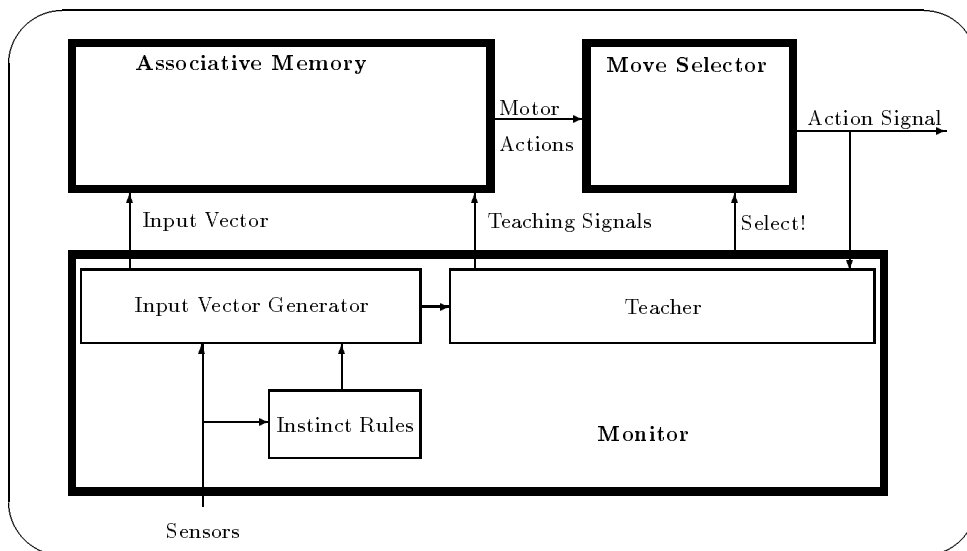 Associative Memory
Move Selector
Motor
Actions
Action Signal
Input Vector
Teaching Signals
Select!
Input Vector Generator
Teacher
Instinct Rules
Monitor
Sensors